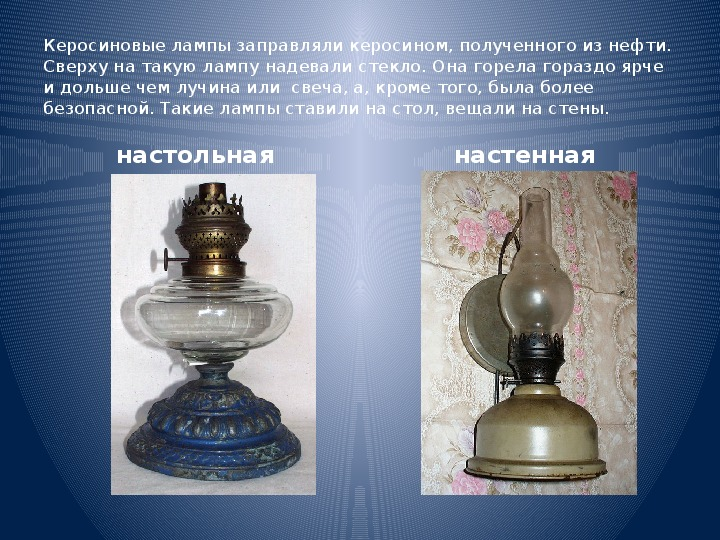 Керосиновые лампы заправляли керосином, полученного из нефти.
Сверху на такую лампу надевали стекло. Она горела гораздо ярче
и дольше чем лучина или  свеча, а, кроме того, была более
безопасной. Такие лампы ставили на стол, вещали на стены.
настольная
настенная